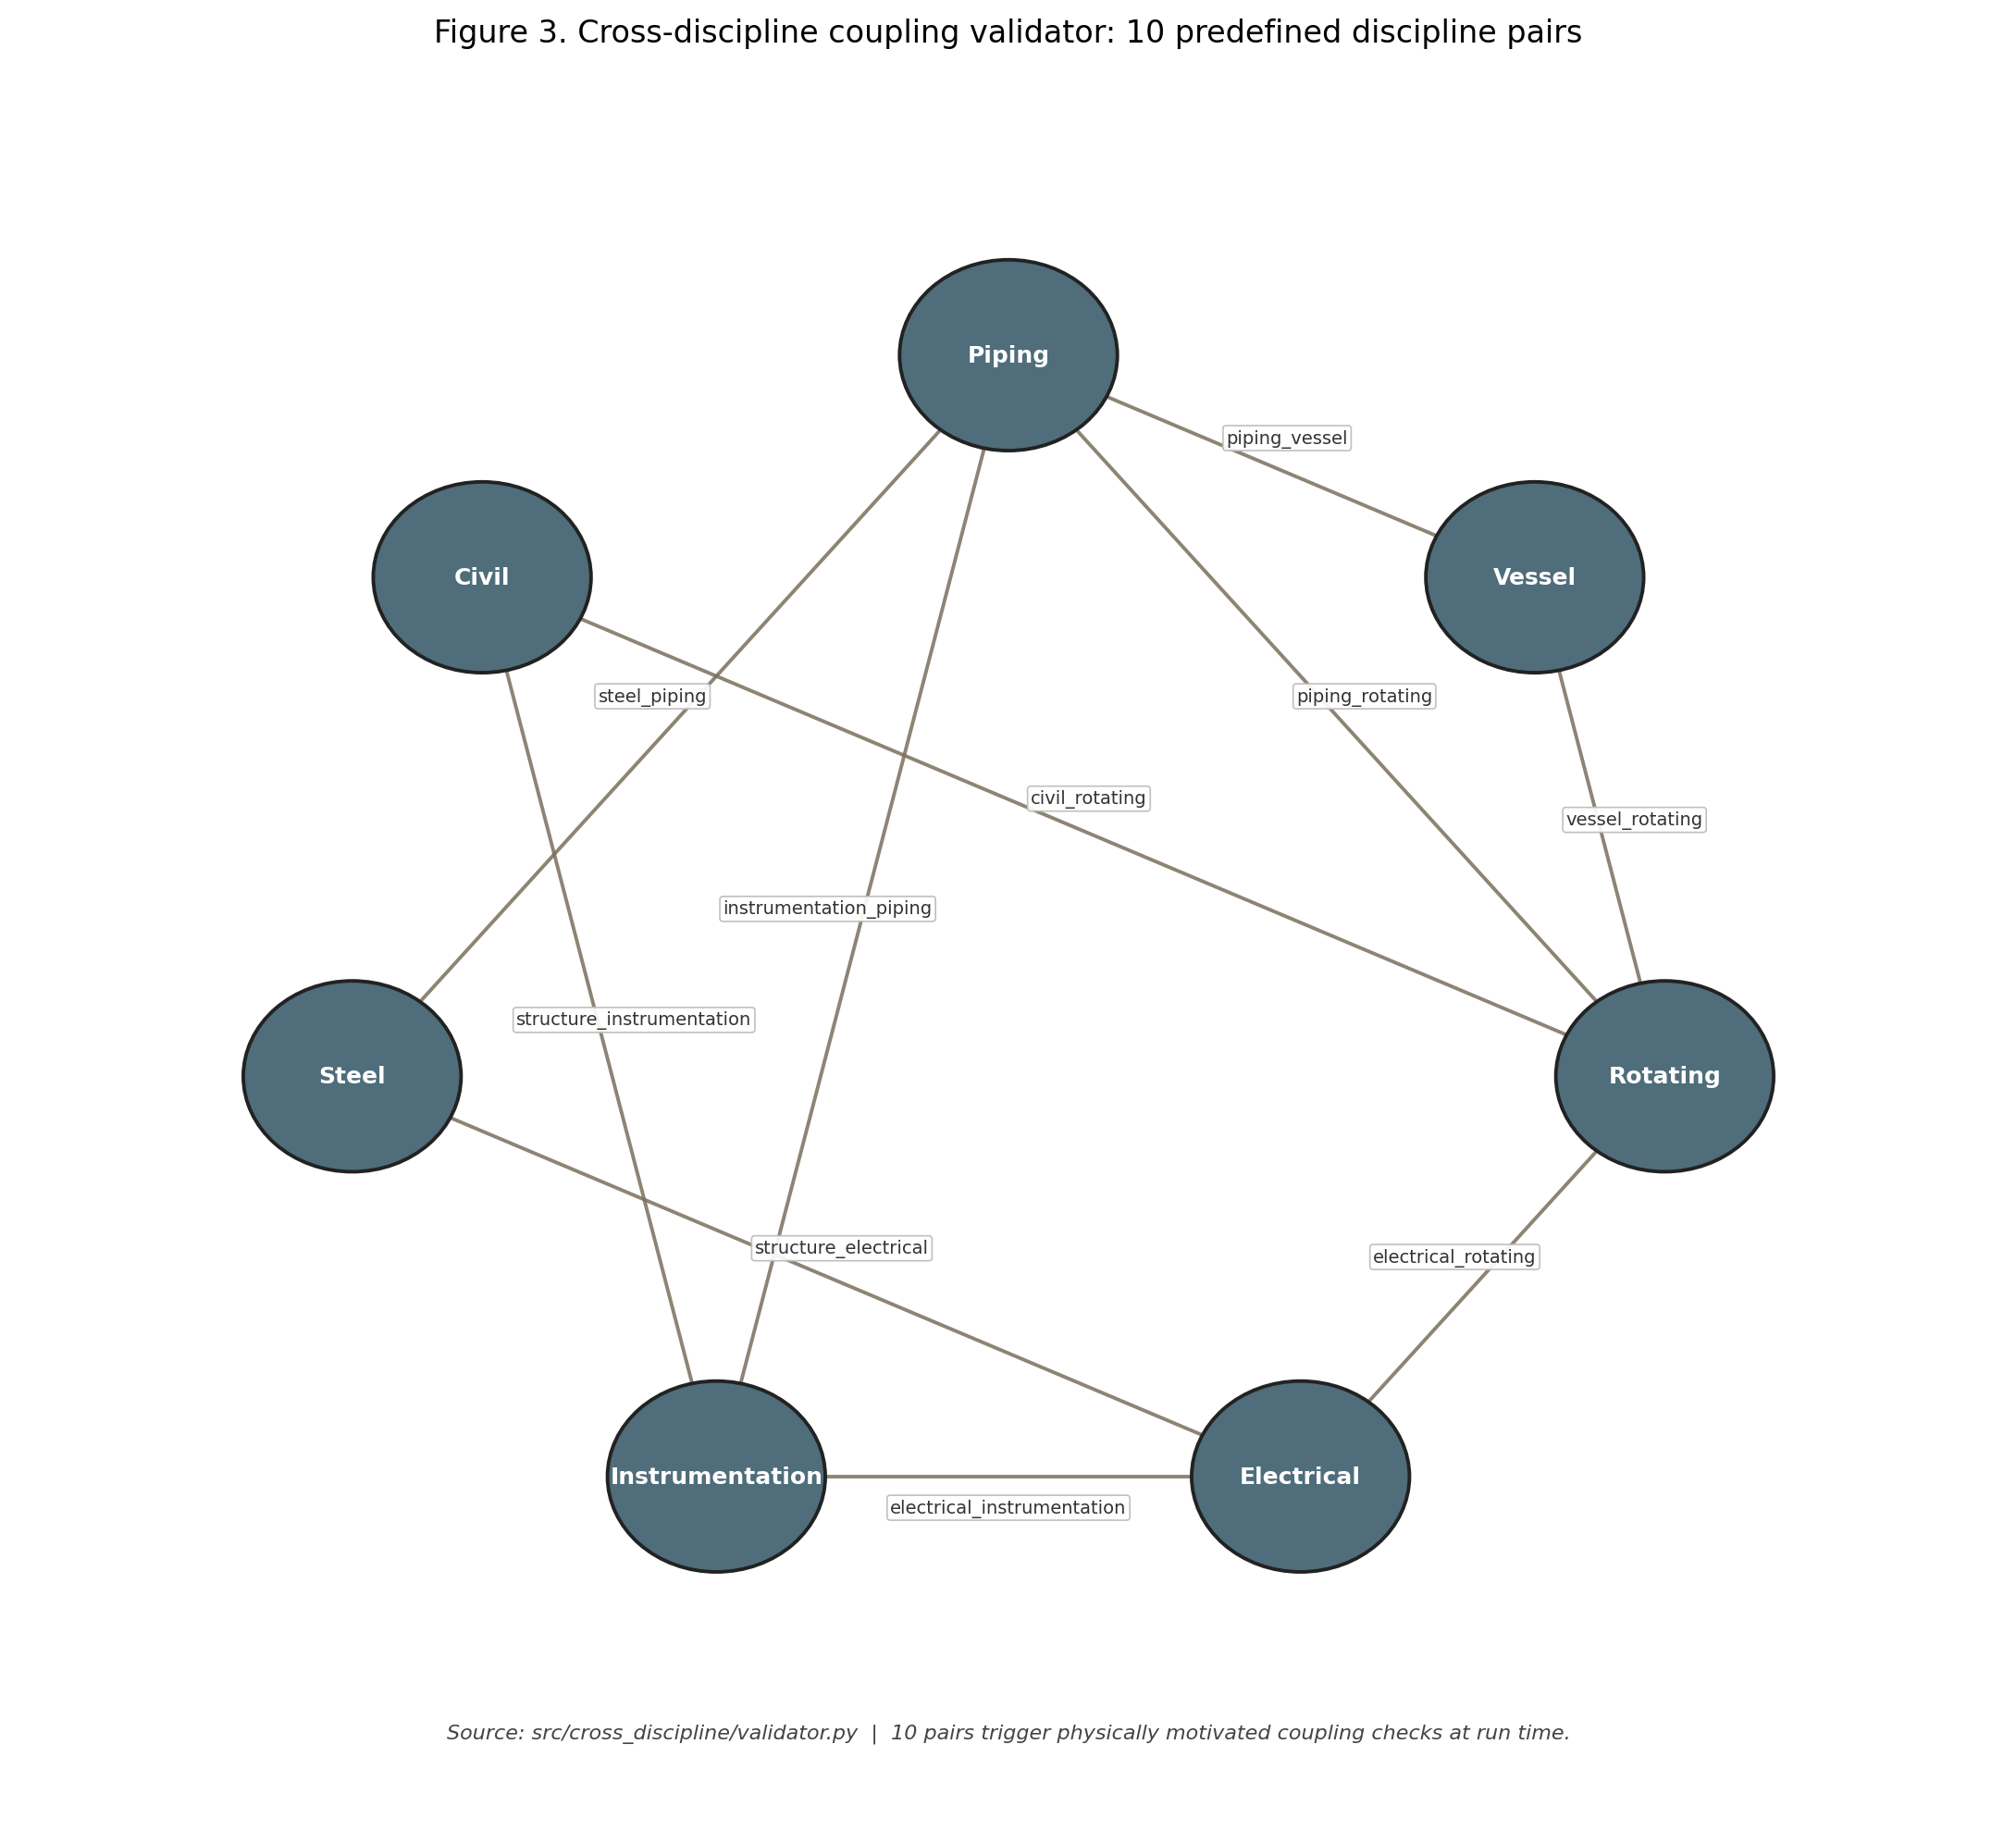 Figure 3. Cross-discipline coupling validator: 10 predefined discipline pairs
Piping
piping_vessel
Civil
Vessel
steel_piping
piping_rotating
civil_rotating
vessel_rotating
instrumentation_piping
structure_instrumentation
Steel
Rotating
structure_electrical
electrical_rotating
Instrumentation
Electrical
electrical_instrumentation
Source: src/cross_discipline/validator.py | 10 pairs trigger physically motivated coupling checks at run time.